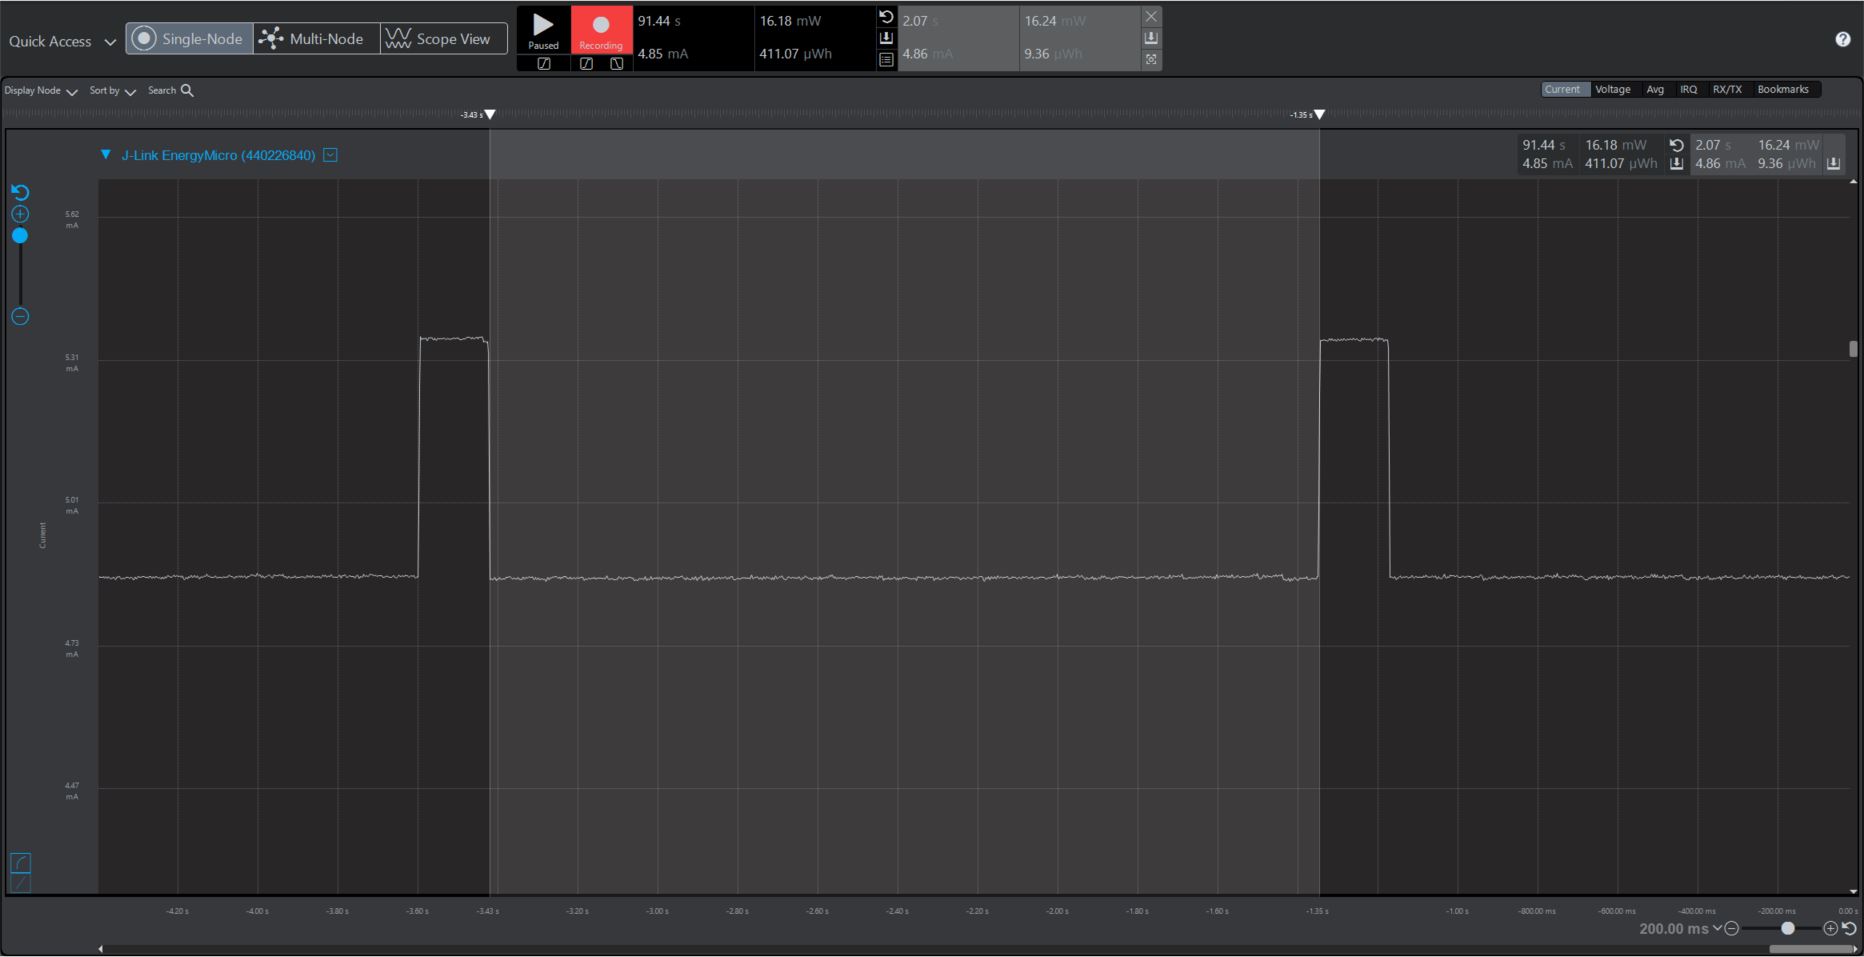 Quick Access
Single-Node
Multi-Node
Scope View
Paused
Recording
91.44 s
4.85 mA
16.18 mW
411.07 µWh
2.07 s
4.86 mA
16.24 mW
9.36 µWh
Display Node
Sort by
Search
Current
Voltage
Avg
IRQ
RX/TX
Bookmarks
-3.43 s
-1.35 s
J-Link EnergyMicro (440226840)
91.44 s 16.18 mW
4.85 mA 411.07 µWh
2.07 s 16.24 mW
4.86 mA 9.36 µWh
5.62
mA
5.31
mA
5.01
mA
Current
4.73
mA
4.47
mA
-4.20 s
-4.00 s
-3.80 s
-3.60 s
-3.43 s
-3.20 s
-3.00 s
-2.80 s
-2.60 s
-2.40 s
-2.20 s
-2.00 s
-1.80 s
-1.60 s
-1.35 s
-1.00 s
-800.00 ms
-600.00 ms
-400.00 ms
-200.00 ms
0.00 s
200.00 ms